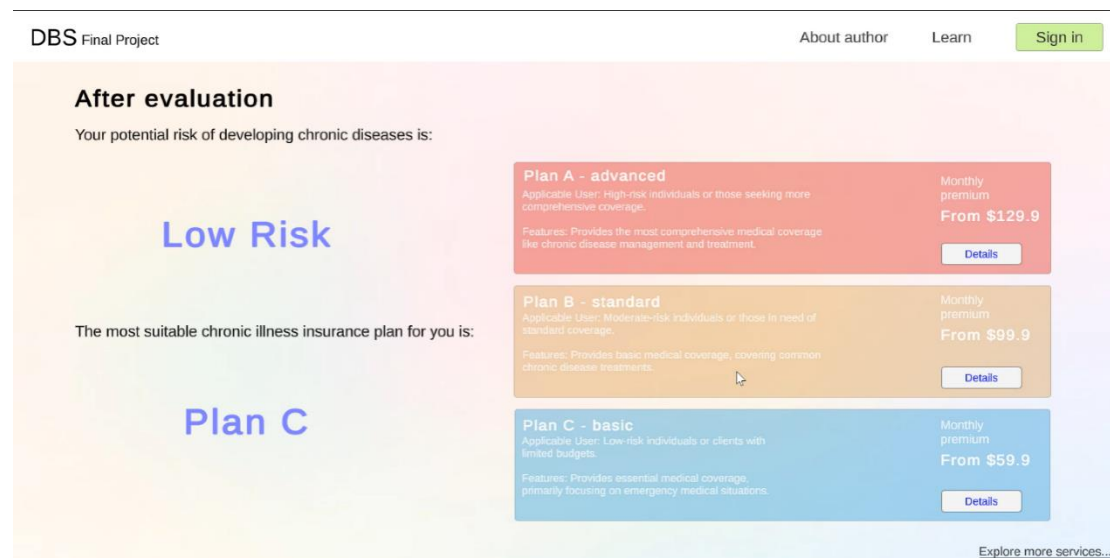 DBS Final Project
About author
Learn
Sign in
After evaluation
Your potential risk of developing chronic diseases is:
Low Risk
The most suitable chronic illness insurance plan for you is:
Plan C
Plan A - advanced
Applicable User: High-risk individuals or those seeking more
comprehensive coverage.
Features: Provides the most comprehensive medical coverage
like chronic disease management and treatment.
Monthly
premium
From $129.9
Details
Plan B - standard
Applicable User: Moderate-risk individuals or those in need of
standard coverage.
Features: Provides basic medical coverage, covering common
chronic disease treatments.
Monthly
premium
From $99.9
Details
Plan C - basic
Applicable User: Low-risk individuals or clients with
limited budgets.
Features: Provides essential medical coverage,
primarily focusing on emergency medical situations.
Monthly
premium
From $59.9
Details
Explore more services...